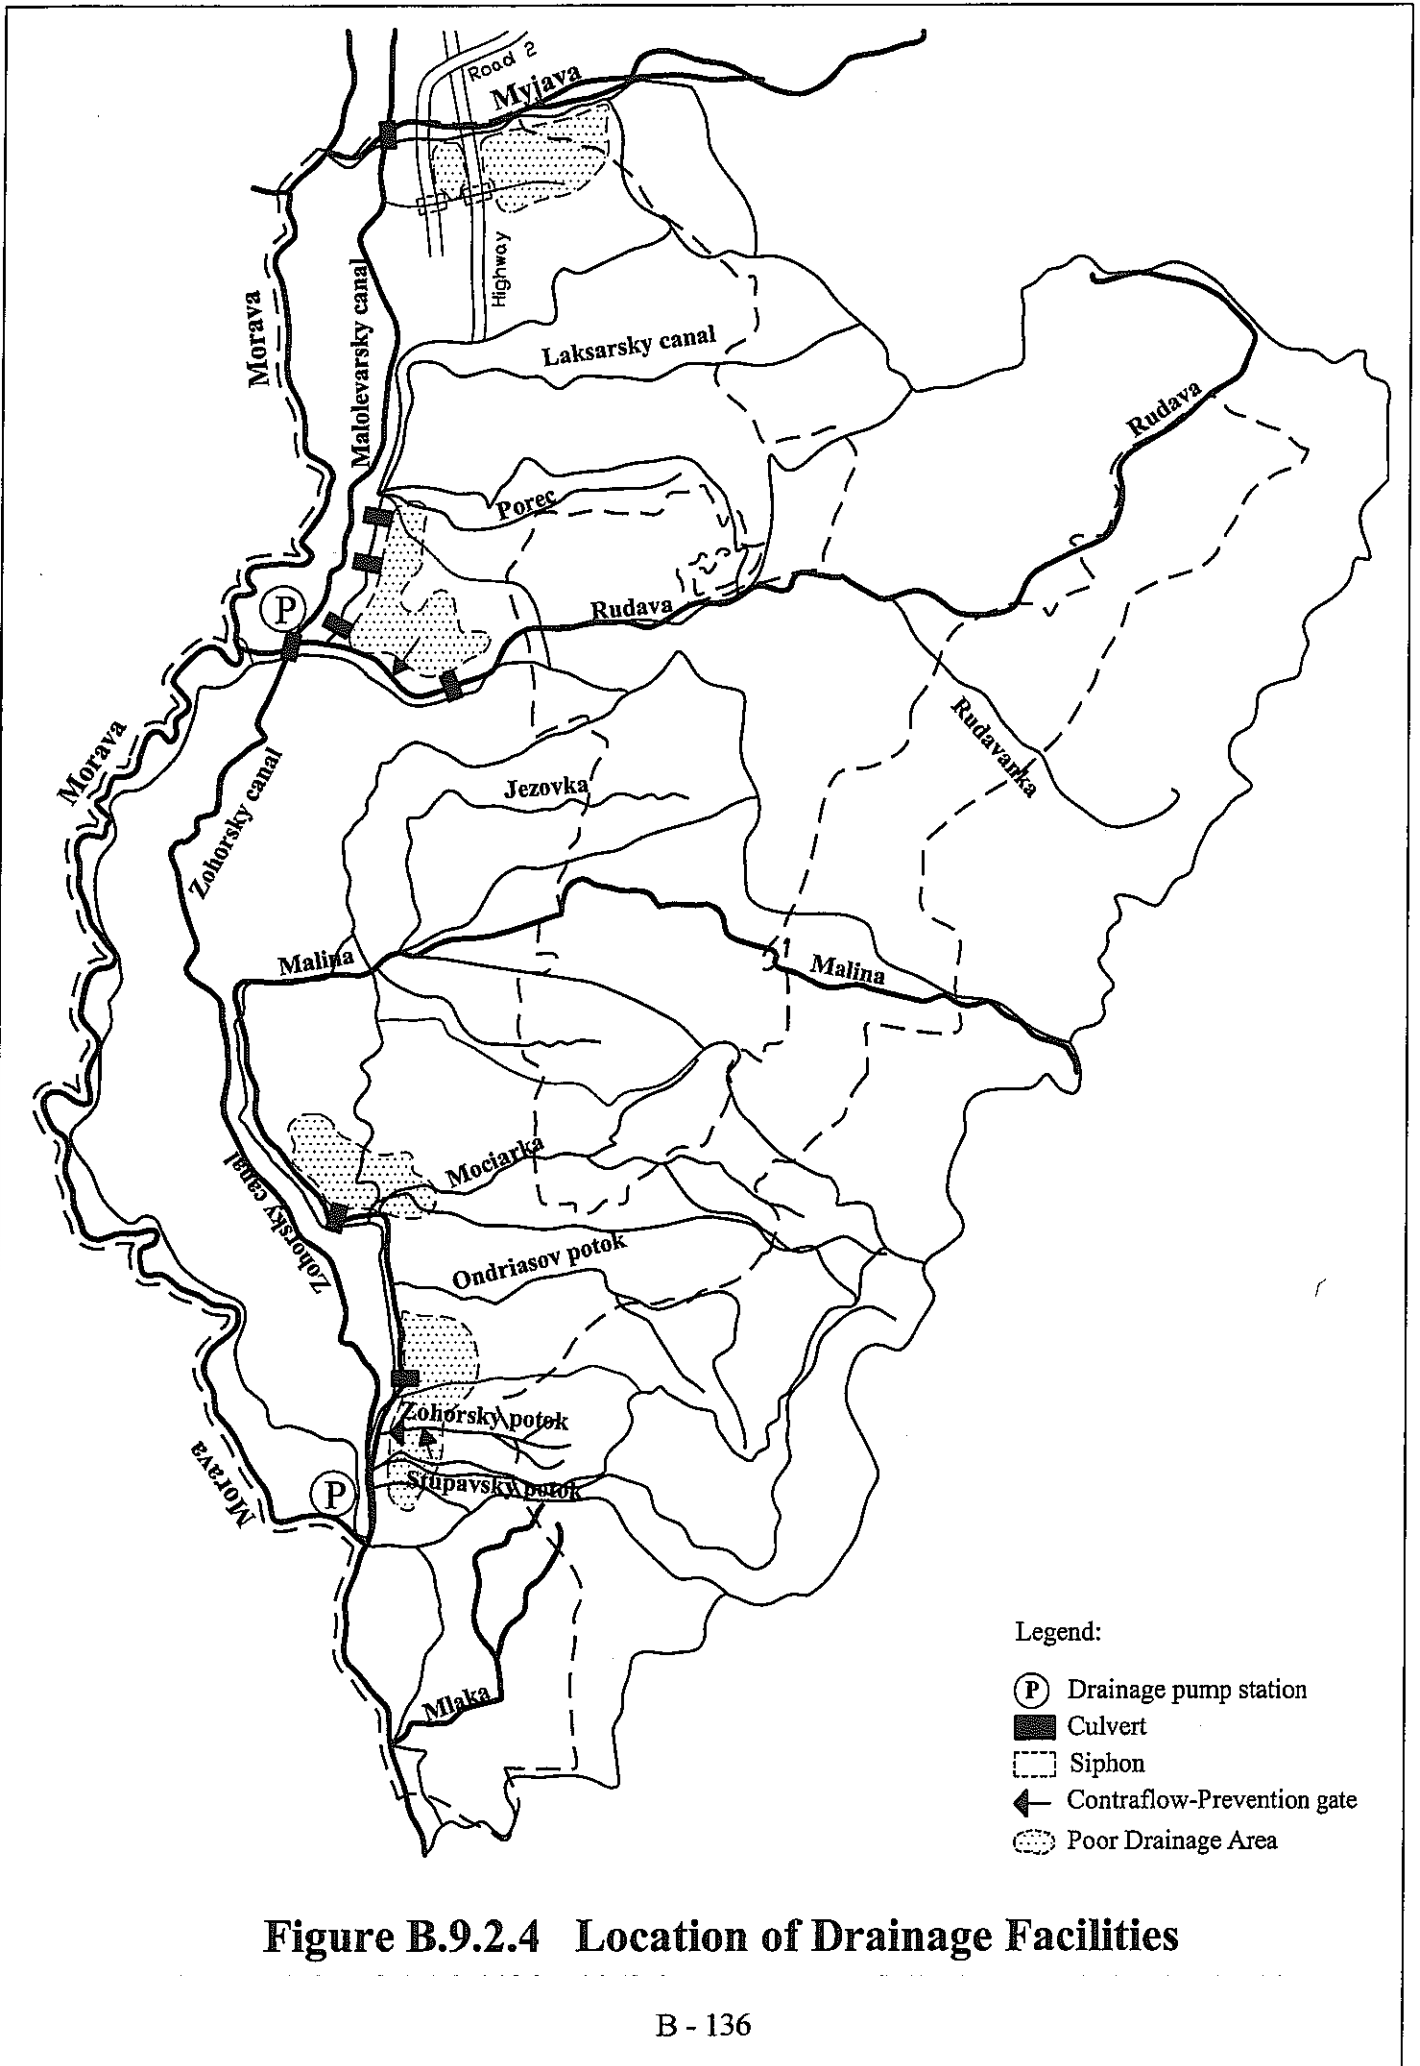 Road 2
Myjava
Morava
Malolevarsky canal
Highway
Laksarsky canal
Rudava
Porec
P
Rudava
Morava
Zohorsky canal
Rudavanka
Jezovka
Malina
Malina
Mociarka
Zohorsky canal
Ondriasov potok
Zohorsky potok
Morava
P
Stupavsky potok
Mlaka
Legend:
P Drainage pump station
Culvert
Siphon
Contraflow-Prevention gate
Poor Drainage Area
Figure B.9.2.4 Location of Drainage Facilities
B - 136